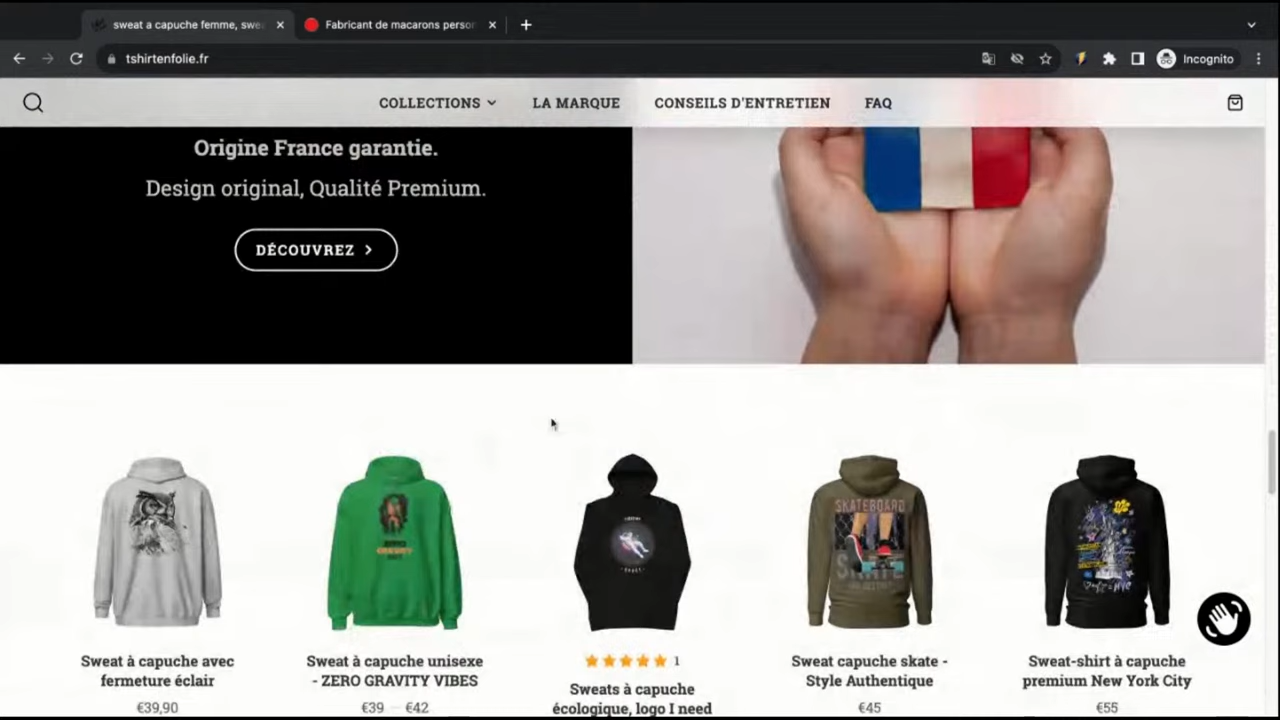 sweat a capuche femme, swe
Fabricant de macarons person
tshirtenfolie.fr
Incognito
COLLECTIONS
LA MARQUE
CONSEILS D'ENTRETIEN
FAQ
Origine France garantie.
Design original, Qualité Premium.
DÉCOUVREZ
SKATEBOARD
SKATE
Sweat à capuche avec
fermeture éclair
€39,90
Sweat à capuche unisexe
- ZERO GRAVITY VIBES
€39 — €42
1
Sweats à capuche
écologique, logo I need
Sweat capuche skate -
Style Authentique
€45
Sweat-shirt à capuche
premium New York City
€55